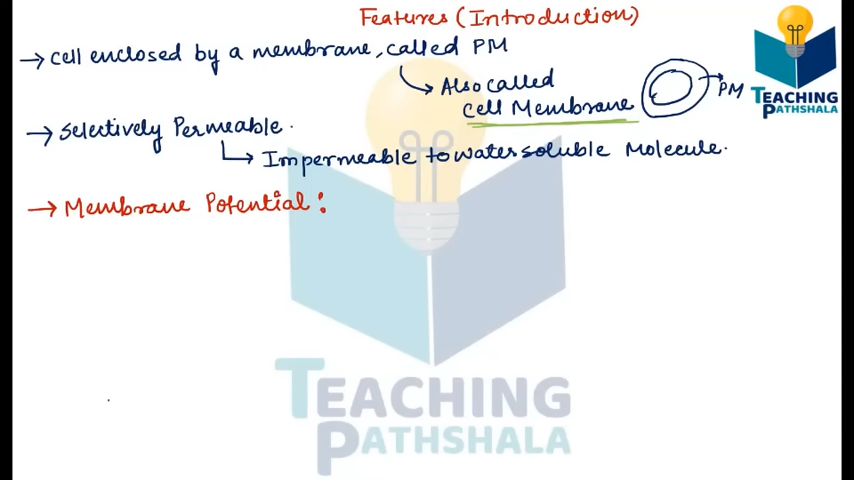 Features (Introduction)
→ Cell enclosed by a membrane, called PM
Also called
Cell Membrane
PM
→ Selectively Permeable.
→ Impermeable to water soluble Molecule.
→ Membrane Potential:
TEACHING
PATHSHALA
TEACHING
PATHSHALA